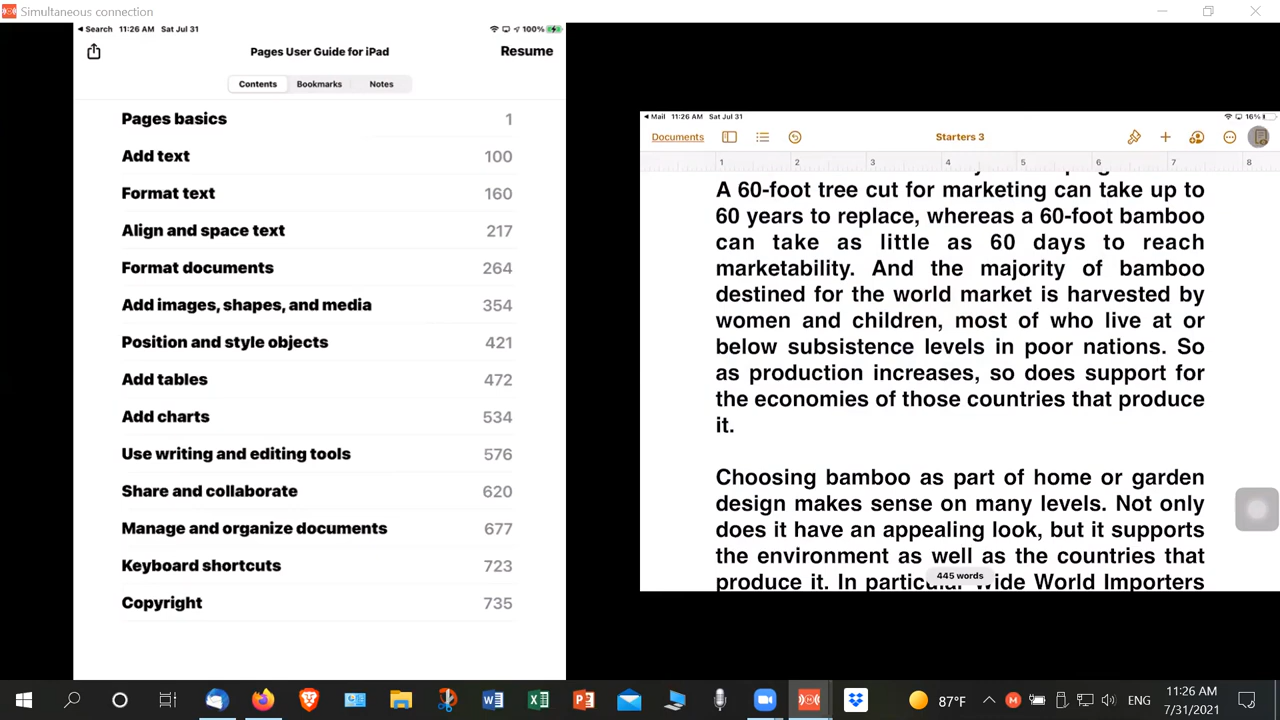 Simultaneous connection
Search 11:26 AM Sat Jul 31
100%
Pages User Guide for iPad
Resume
Contents Bookmarks Notes
Pages basics 1
Add text 100
Format text 160
Align and space text 217
Format documents 264
Add images, shapes, and media 354
Position and style objects 421
Add tables 472
Add charts 534
Use writing and editing tools 576
Share and collaborate 620
Manage and organize documents 677
Keyboard shortcuts 723
Copyright 735
Mail 11:26 AM Sat Jul 31
16%
Documents
Starters 3
1 2 3 4 5 6 7 8
A 60-foot tree cut for marketing can take up to
60 years to replace, whereas a 60-foot bamboo
can take as little as 60 days to reach
marketability. And the majority of bamboo
destined for the world market is harvested by
women and children, most of who live at or
below subsistence levels in poor nations. So
as production increases, so does support for
the economies of those countries that produce
it.
Choosing bamboo as part of home or garden
design makes sense on many levels. Not only
does it have an appealing look, but it supports
the environment as well as the countries that
produce it. In particular Wide World Importers
445 words
87°F
ENG
11:26 AM
7/31/2021